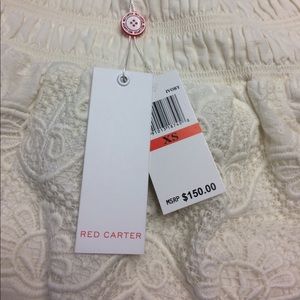 RED CARTER
IVORY
XS
MSRP $150.00